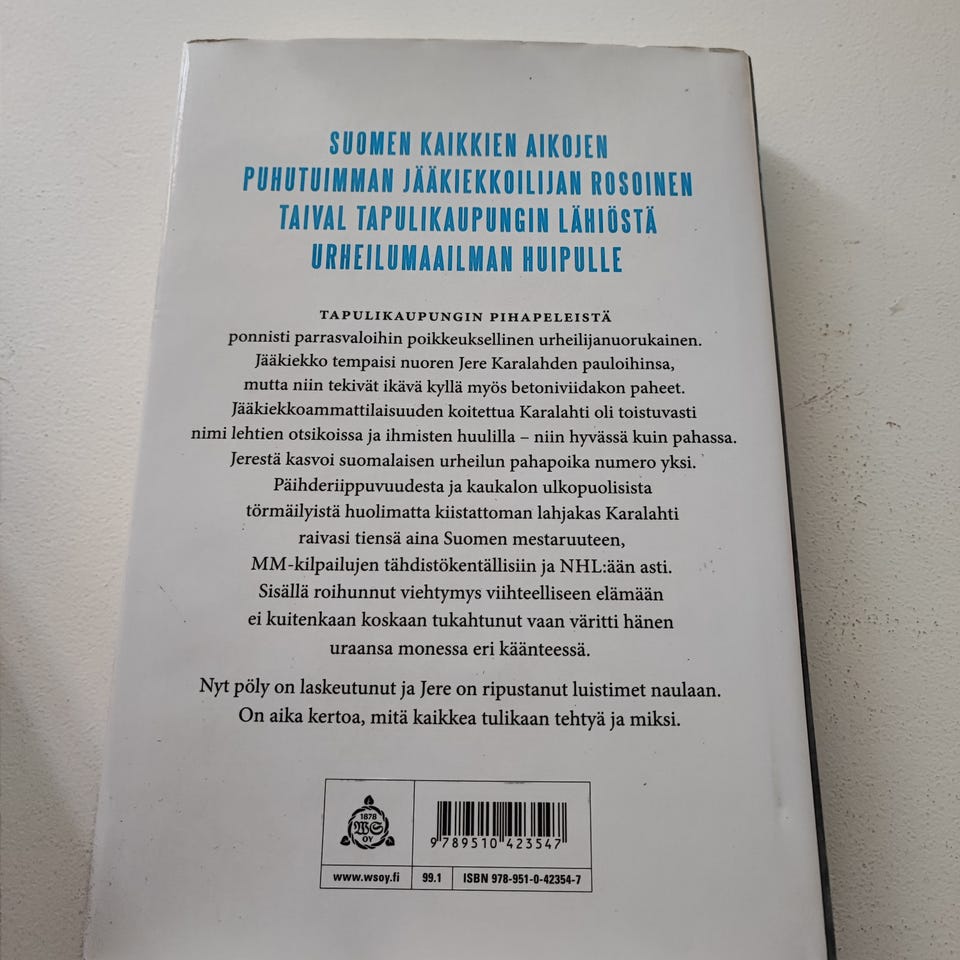 SUOMEN KAIKKIEN AIKOJEN
PUHUTUIMMAN JÄÄKIEKKOILIJAN ROSOINEN
TAIVAL TAPULIKAUPUNGIN LÄHIÖSTÄ
URHEILUMAAILMAN HUIPULLE
TAPULIKAUPUNGIN PIHAPELEISTÄ
ponnisti parrasvaloihin poikkeuksellinen urheilijanuorukainen.
Jääkiekko tempaisi nuoren Jere Karalahden pauloihinsa,
mutta niin tekivät ikävä kyllä myös betoniviidakon paheet.
Jääkiekkoammattilaisuuden koitettua Karalahti oli toistuvasti
nimi lehtien otsikoissa ja ihmisten huulilla – niin hyvässä kuin pahassa.
Jerestä kasvoi suomalaisen urheilun pahapoika numero yksi.
Päihderiippuvuudesta ja kaukalon ulkopuolisista
törmäilyistä huolimatta kiistattoman lahjakas Karalahti
raivasi tiensä aina Suomen mestaruuteen,
MM-kilpailujen tähdistökentällisiin ja NHL:ään asti.
Sisällä roihunnut viehtymys viihteelliseen elämään
ei kuitenkaan koskaan tukahtunut vaan väritti hänen
uraansa monessa eri käänteessä.
Nyt pöly on laskeutunut ja Jere on ripustanut luistimet naulaan.
On aika kertoa, mitä kaikkea tulikaan tehtyä ja miksi.
1878
WS
OY
9 789510 423547
www.wsoy.fi
99.1
ISBN 978-951-0-42354-7